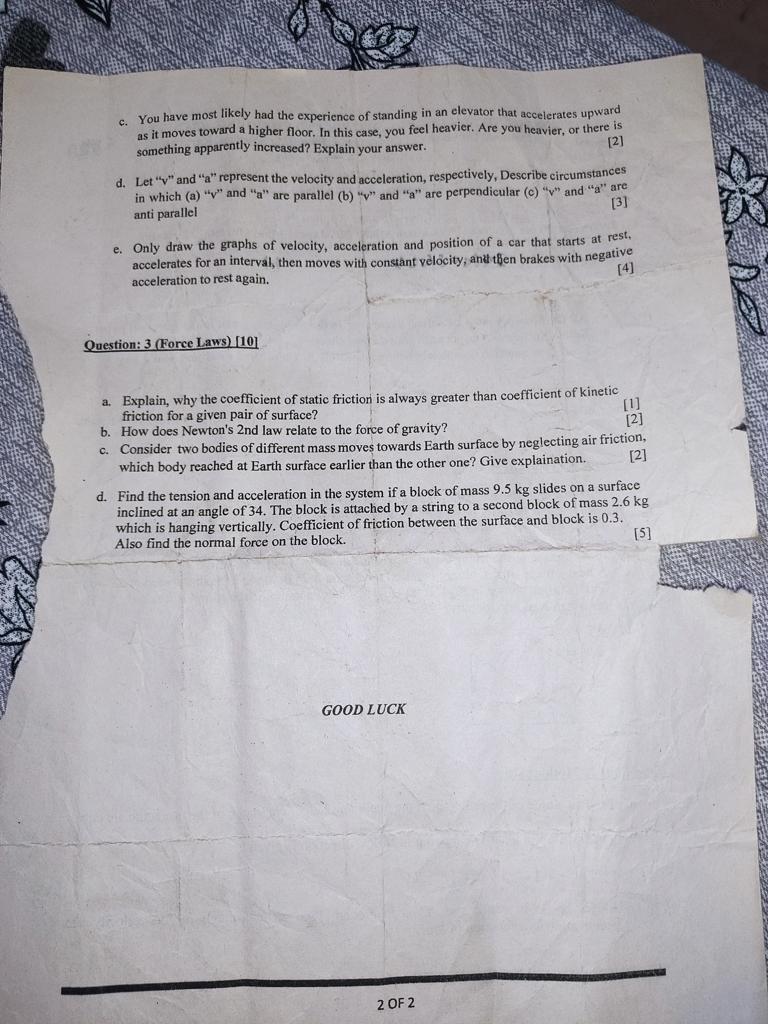 c. You have most likely had the experience of standing in an elevator that accelerates upward
as it moves toward a higher floor. In this case, you feel heavier. Are you heavier, or there is
something apparently increased? Explain your answer. [2]
d. Let "v" and "a" represent the velocity and acceleration, respectively, Describe circumstances
in which (a) "v" and "a" are parallel (b) "v" and "a" are perpendicular (c) "v" and "a" are
anti parallel [3]
e. Only draw the graphs of velocity, acceleration and position of a car that starts at rest,
accelerates for an interval, then moves with constant velocity, and then brakes with negative
acceleration to rest again. [4]
Question: 3 (Force Laws) [10]
a. Explain, why the coefficient of static friction is always greater than coefficient of kinetic
friction for a given pair of surface? [1]
b. How does Newton's 2nd law relate to the force of gravity? [2]
c. Consider two bodies of different mass moves towards Earth surface by neglecting air friction,
which body reached at Earth surface earlier than the other one? Give explaination. [2]
d. Find the tension and acceleration in the system if a block of mass 9.5 kg slides on a surface
inclined at an angle of 34. The block is attached by a string to a second block of mass 2.6 kg
which is hanging vertically. Coefficient of friction between the surface and block is 0.3.
Also find the normal force on the block. [5]
GOOD LUCK
2 OF 2